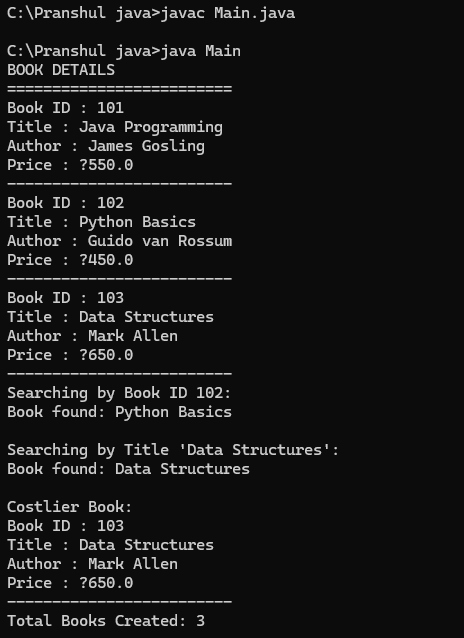 C:\Pranshul java>javac Main.java
C:\Pranshul java>java Main
BOOK DETAILS
=========================
Book ID : 101
Title : Java Programming
Author : James Gosling
Price : ?550.0
-------------------------
Book ID : 102
Title : Python Basics
Author : Guido van Rossum
Price : ?450.0
-------------------------
Book ID : 103
Title : Data Structures
Author : Mark Allen
Price : ?650.0
-------------------------
Searching by Book ID 102:
Book found: Python Basics
Searching by Title 'Data Structures':
Book found: Data Structures
Costlier Book:
Book ID : 103
Title : Data Structures
Author : Mark Allen
Price : ?650.0
-------------------------
Total Books Created: 3